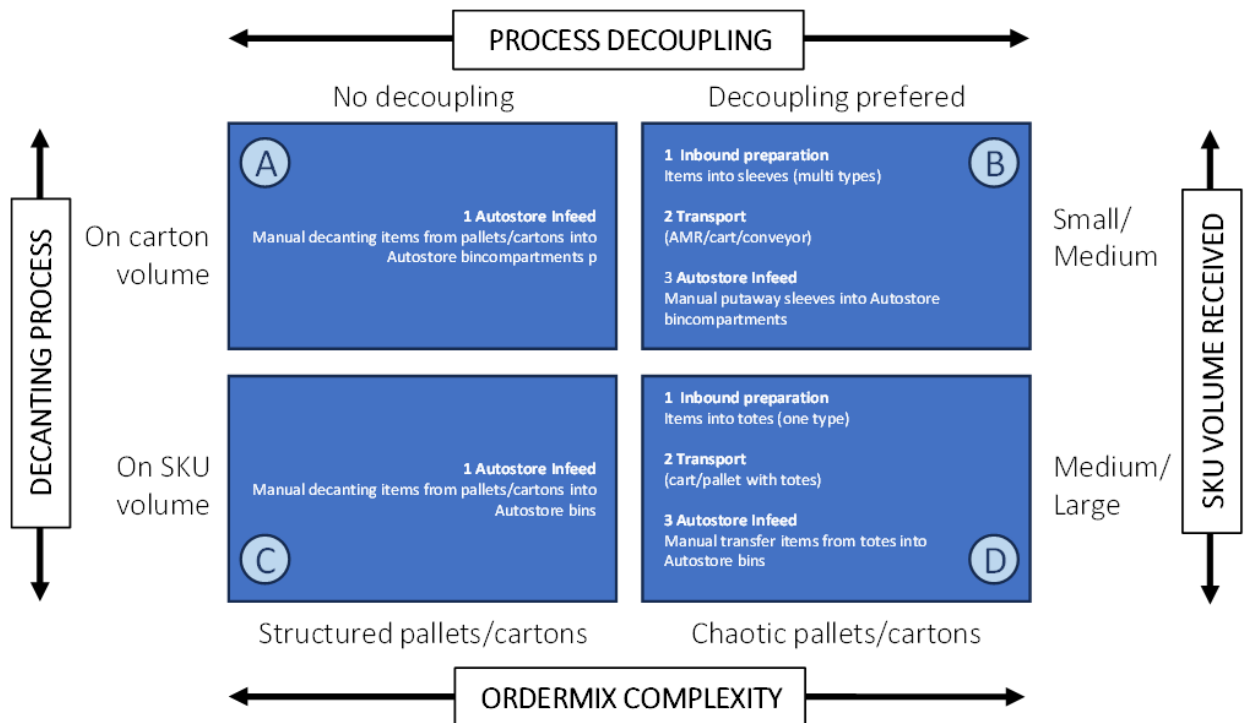 PROCESS DECOUPLING
No decoupling
Decoupling prefered
DECANTING PROCESS
On carton
volume
A
1 Autostore Infeed
Manual decanting items from pallets/cartons into
Autostore bincompartments p
B
1 Inbound preparation
Items into sleeves (multi types)
2 Transport
(AMR/cart/conveyor)
3 Autostore Infeed
Manual putaway sleeves into Autostore
bincompartments
Small/
Medium
SKU VOLUME RECEIVED
On SKU
volume
1 Autostore Infeed
Manual decanting items from pallets/cartons into
Autostore bins
C
1 Inbound preparation
Items into totes (one type)
2 Transport
(cart/pallet with totes)
3 Autostore Infeed
Manual transfer items from totes into
Autostore bins
D
Medium/
Large
Structured pallets/cartons
Chaotic pallets/cartons
ORDERMIX COMPLEXITY